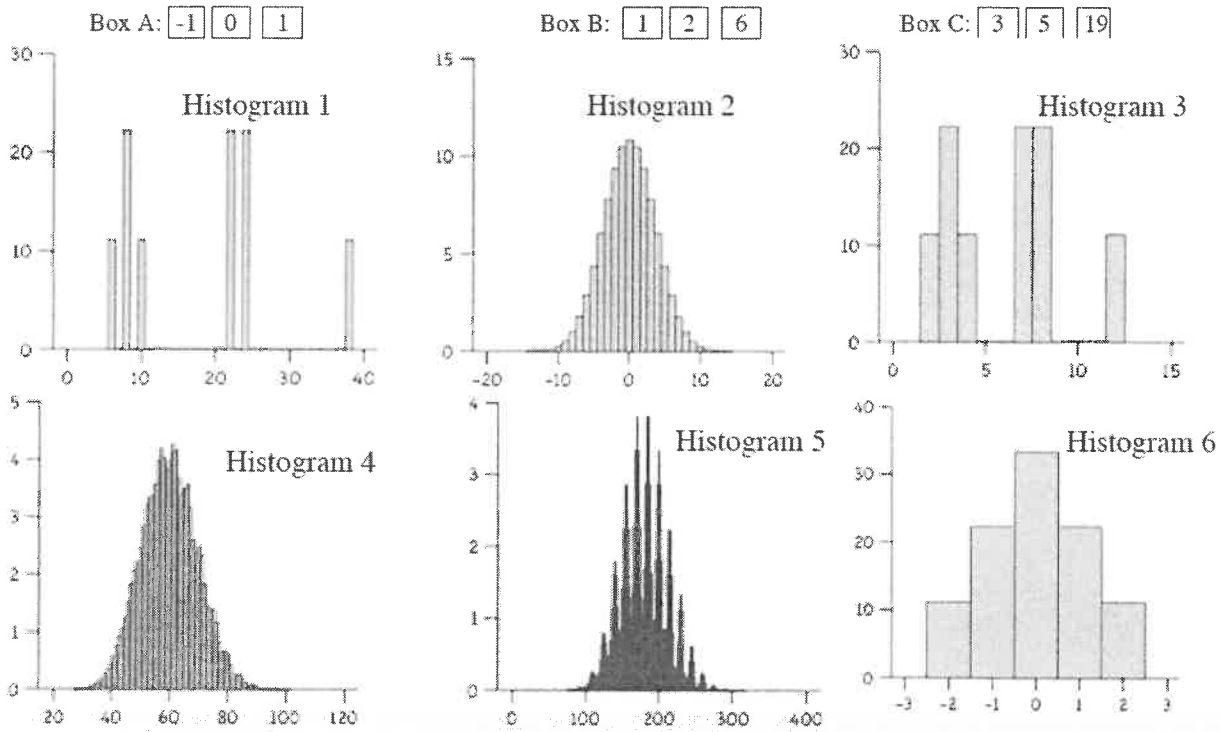 Box A: -1 0 1
Box B: 1 2 6
Box C: 3 5 19
Histogram 1
30
20
10
0
0 10 20 30 40
Histogram 2
15
10
5
0
-20 -10 0 10 20
Histogram 3
30
20
10
0
0 5 10 15
Histogram 4
5
4
3
2
1
0
20 40 60 80 100 120
Histogram 5
4
3
2
1
0
0 100 200 300 400
Histogram 6
40
30
20
10
0
-3 -2 -1 0 1 2 3